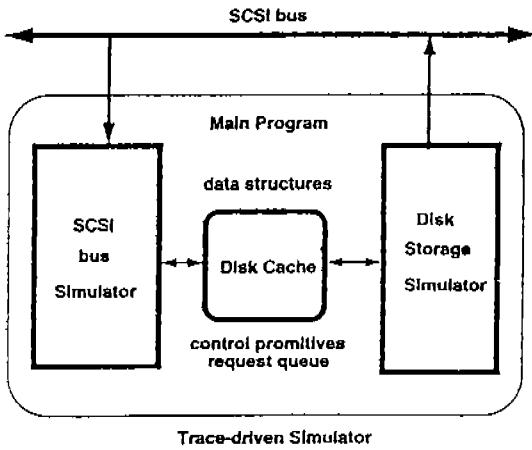 SCSI bus
Main Program
data structures
SCSI
bus
Simulator
Disk Cache
Disk
Storage
Simulator
control promitives
request queue
Trace-driven Simulator